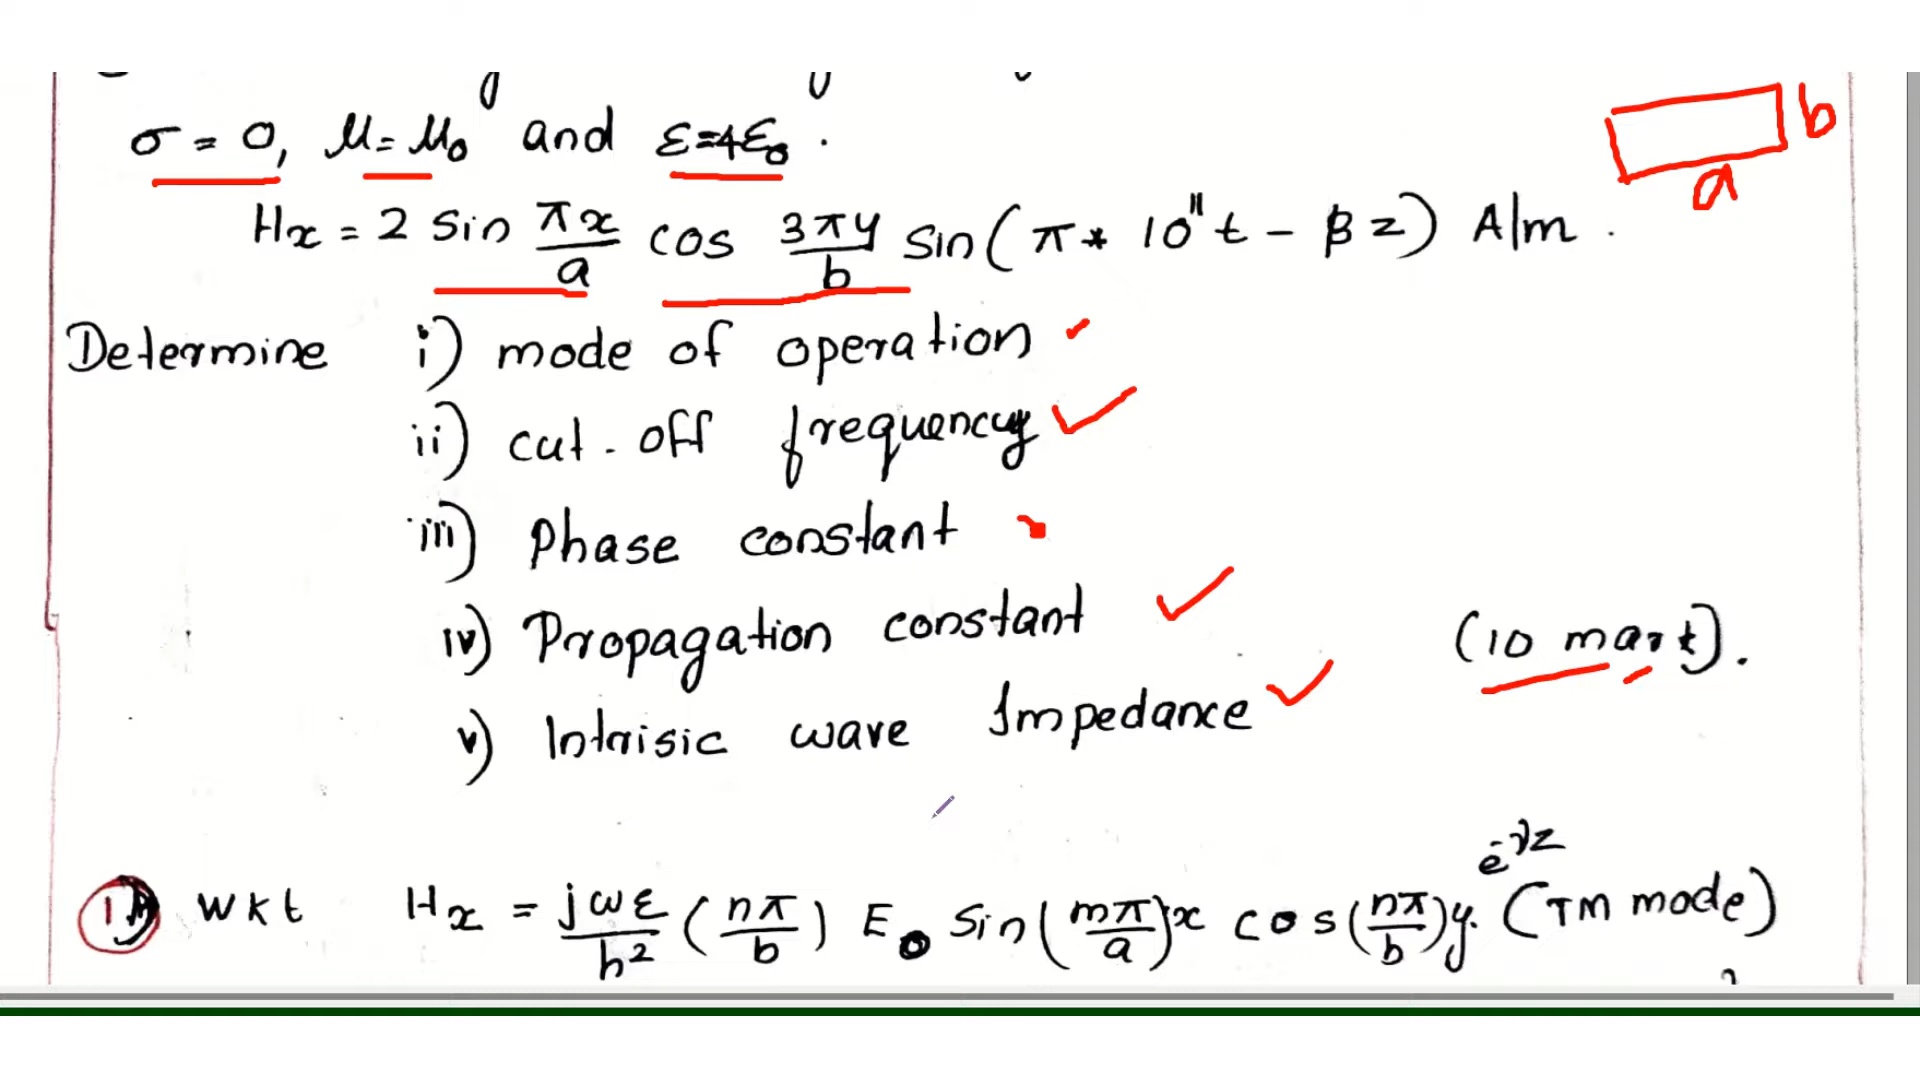 σ = 0, μ = μ₀ and ε=4ε₀ .
b
a
Hx = 2 sin πx/a cos 3πy/b sin(π * 10¹¹t - βz) A/m .
Determine i) mode of operation
ii) cut-off frequency
iii) Phase constant
iv) Propagation constant
(10 mark).
v) Intrisic wave Impedance
1) wkt Hx = jωε/h² (nπ/b) E₀ sin(mπ/a)x cos(nπ/b)y. e^-γz (TM mode)